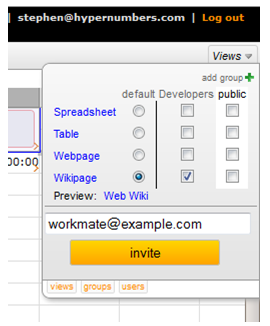 | stephen@hypernumbers.com | Log out
Views
add group
default Developers public
Spreadsheet
Table
Webpage
Wikipage
00:00
Preview: Web Wiki
workmate@example.com
invite
views groups users